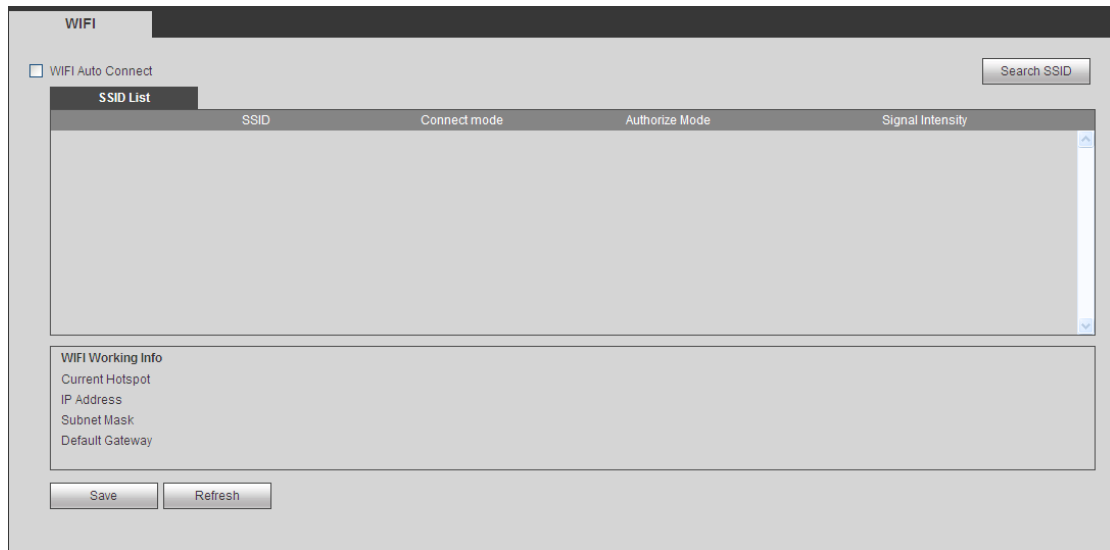 WIFI
WIFI Auto Connect
Search SSID
SSID List
SSID Connect mode Authorize Mode Signal Intensity
WIFI Working Info
Current Hotspot
IP Address
Subnet Mask
Default Gateway
Save Refresh